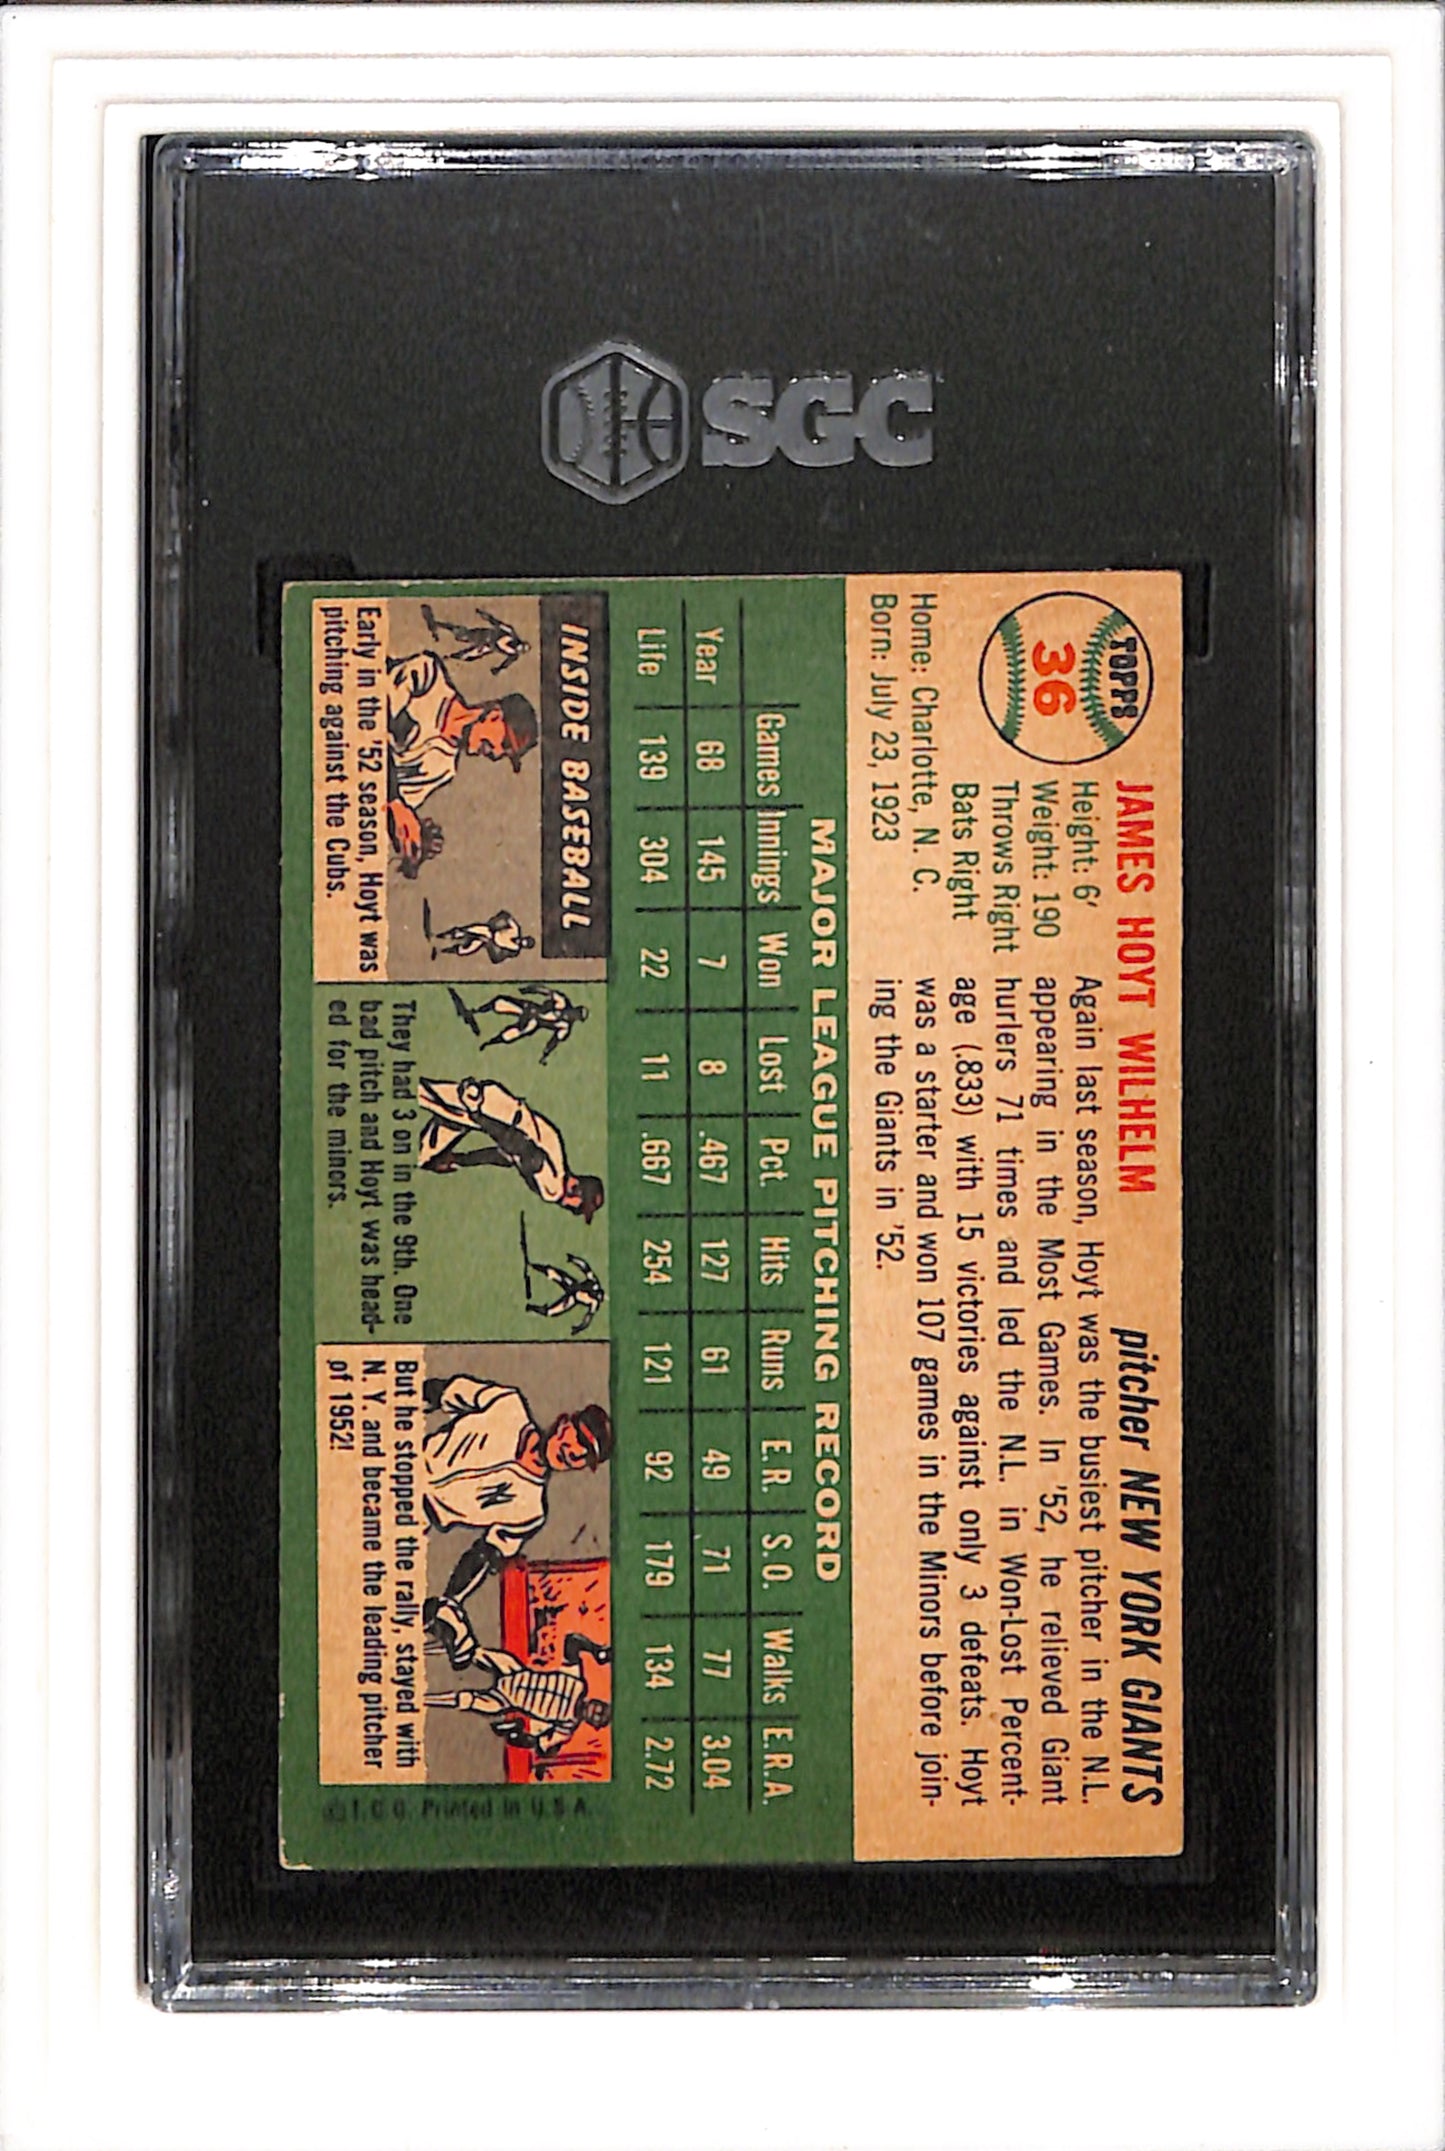 SGC
TOPPS
36
JAMES HOYT WILHELM pitcher NEW YORK GIANTS
Height: 6'
Weight: 190
Throws Right
Bats Right
Home: Charlotte, N. C.
Born: July 23, 1923
Again last season, Hoyt was the busiest pitcher in the N.L.
appearing in the Most Games. In '52, he relieved Giant
hurlers 71 times and led the N.L. in Won-Lost Percent-
age (.833) with 15 victories against only 3 defeats. Hoyt
was a starter and won 107 games in the Minors before join-
ing the Giants in '52.
MAJOR LEAGUE PITCHING RECORD
Games Innings Won Lost Pct. Hits Runs E.R. S.O. Walks E.R.A.
Year 68 145 7 8 .467 127 61 49 71 77 3.04
Life 139 304 22 11 .667 254 121 92 179 134 2.72
INSIDE BASEBALL
Early in the '52 season, Hoyt was
pitching against the Cubs.
They had 3 on in the 9th. One
bad pitch and Hoyt was head-
ed for the minors.
But he stopped the rally, stayed with
N. Y. and became the leading pitcher
of 1952!
© T. C. G. Printed in U.S.A.